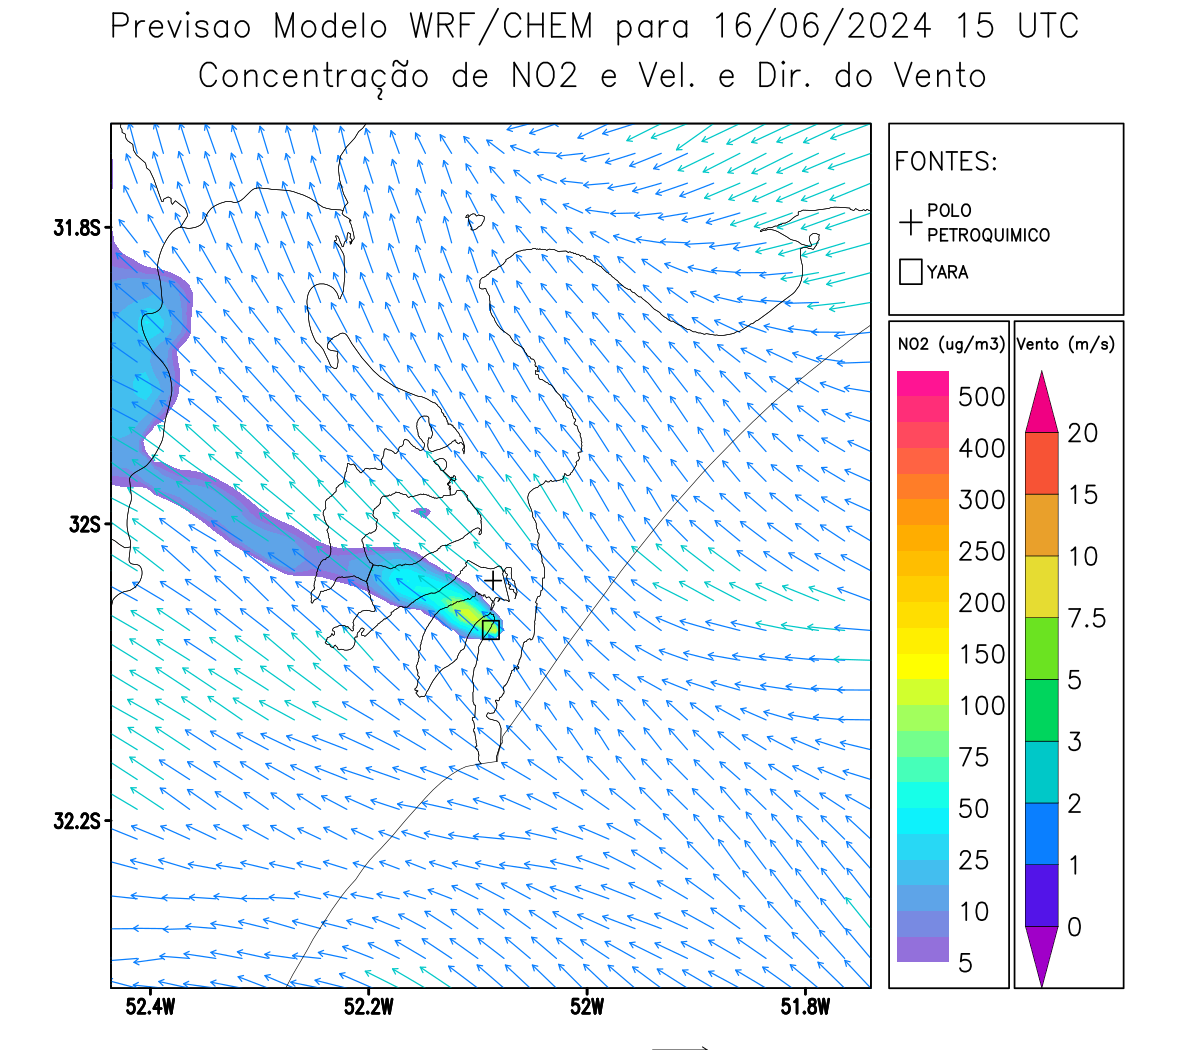 Previsao Modelo WRF/CHEM para 16/06/2024 15 UTC
Concentração de NO2 e Vel. e Dir. do Vento
FONTES:
POLO
PETROQUIMICO
YARA
NO2 (ug/m3)
500
400
300
250
200
150
100
75
50
25
10
5
Vento (m/s)
20
15
10
7.5
5
3
2
1
0
31.8S
32S
32.2S
52.4W
52.2W
52W
51.8W